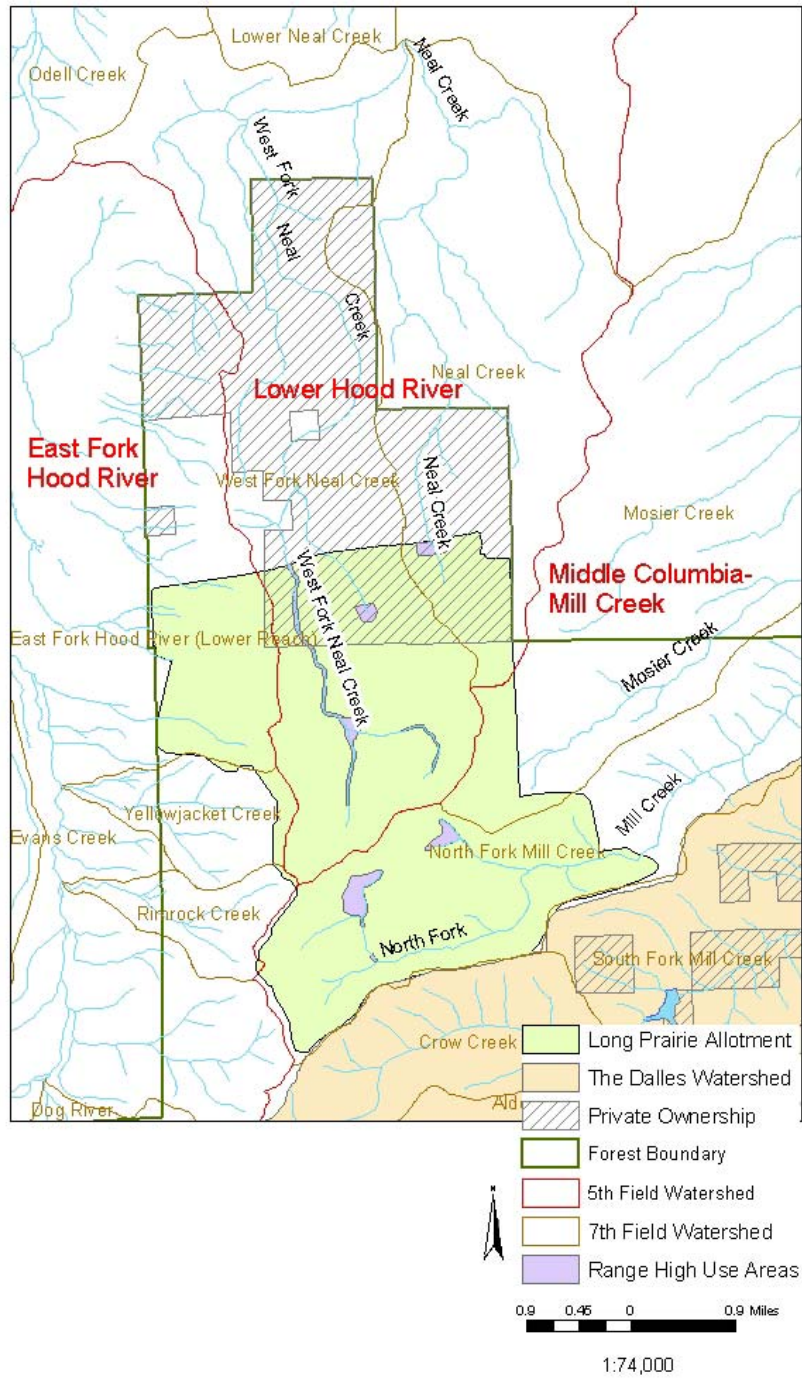 Lower Neal Creek
Odell Creek
Neal Creek
West Fork
Neal
Creek
Neal Creek
Lower Hood River
East Fork
Hood River
West Fork Neal Creek
Neal Creek
Mosier Creek
Middle Columbia-
Mill Creek
West Fork Neal Creek
East Fork Hood River (Lower Reach)
Mosier Creek
Mill Creek
Yellowjacket Creek
Evans Creek
North Fork Mill Creek
Rimrock Creek
North Fork
South Fork Mill Creek
Crow Creek
Dog River
Long Prairie Allotment
The Dalles Watershed
Private Ownership
Forest Boundary
5th Field Watershed
7th Field Watershed
Range High Use Areas
0.9 0.45 0 0.9 Miles
1:74,000